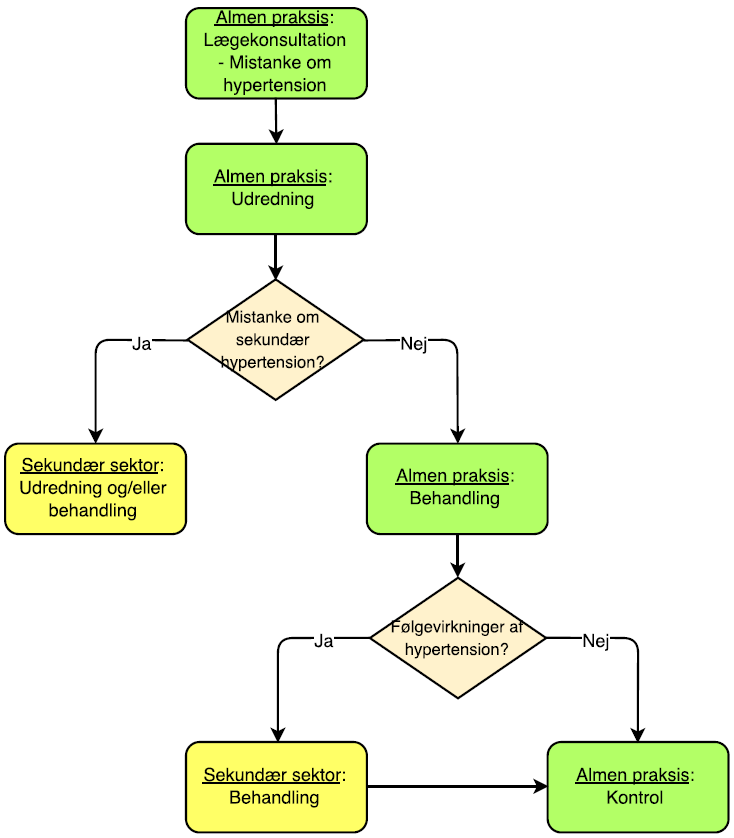 Almen praksis:
Lægekonsultation
- Mistanke om
hypertension
Almen praksis:
Udredning
Mistanke om
sekundær
hypertension?
Ja
Nej
Sekundær sektor:
Udredning og/eller
behandling
Almen praksis:
Behandling
Følgevirkninger af
hypertension?
Ja
Nej
Sekundær sektor:
Behandling
Almen praksis:
Kontrol